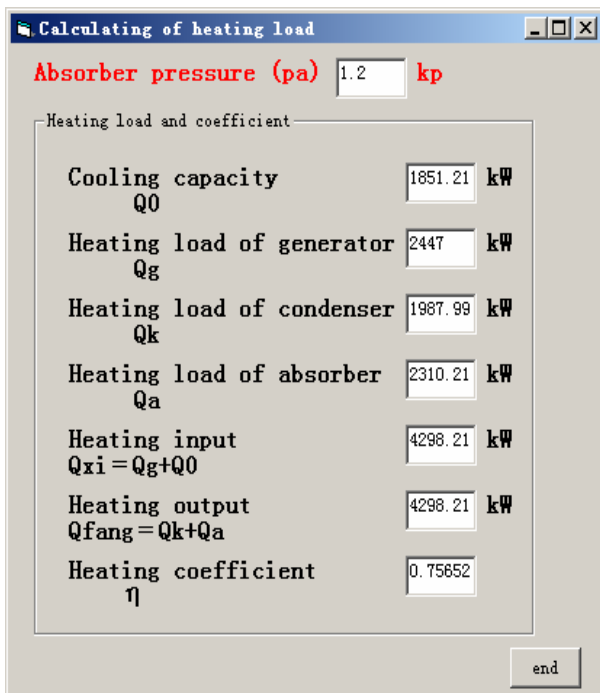 Calculating of heating load
Absorber pressure (pa) 1.2 kp
Heating load and coefficient
Cooling capacity 1851.21 kW
Q0
Heating load of generator 2447 kW
Qg
Heating load of condenser 1987.99 kW
Qk
Heating load of absorber 2310.21 kW
Qa
Heating input 4298.21 kW
Qxi=Qg+Q0
Heating output 4298.21 kW
Qfang=Qk+Qa
Heating coefficient 0.75652
η
end